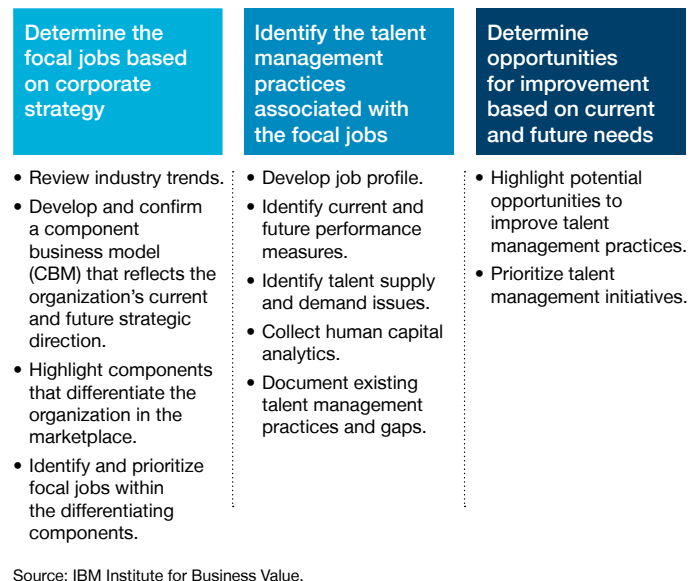 Determine the
focal jobs based
on corporate
strategy
• Review industry trends.
• Develop and confirm
a component
business model
(CBM) that reflects the
organization’s current
and future strategic
direction.
• Highlight components
that differentiate the
organization in the
marketplace.
• Identify and prioritize
focal jobs within
the differentiating
components.
Identify the talent
management
practices
associated with
the focal jobs
• Develop job profile.
• Identify current and
future performance
measures.
• Identify talent supply
and demand issues.
• Collect human capital
analytics.
• Document existing
talent management
practices and gaps.
Determine
opportunities
for improvement
based on current
and future needs
• Highlight potential
opportunities to
improve talent
management practices.
• Prioritize talent
management initiatives.
Source: IBM Institute for Business Value.